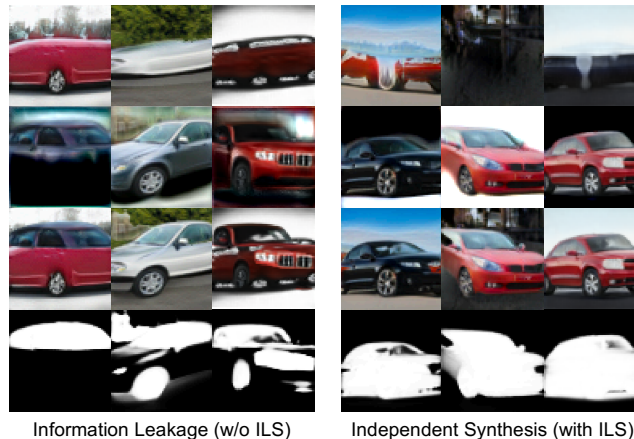 Information Leakage (w/o ILS)
Independent Synthesis (with ILS)